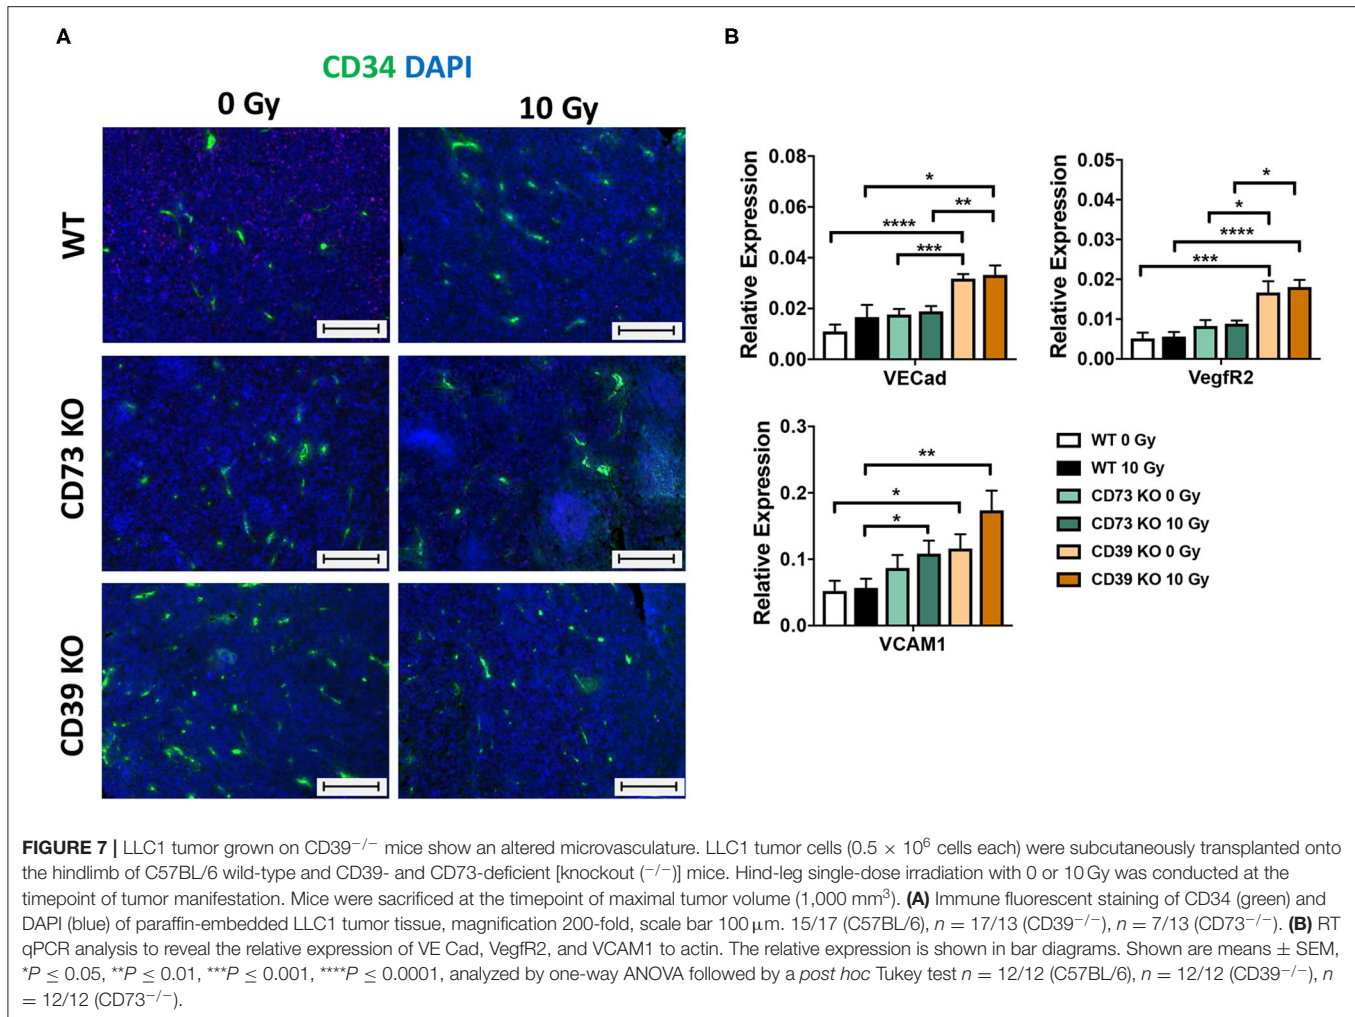 A
CD34 DAPI
0 Gy
10 Gy
WT
CD73 KO
CD39 KO
B
Relative Expression
0.08
0.06
0.04
0.02
0.00
*
**
****
***
VECad
Relative Expression
0.05
0.04
0.03
0.02
0.01
0.00
*
*
****
***
VegfR2
Relative Expression
0.3
0.2
0.1
0.0
**
*
*
VCAM1
WT 0 Gy
WT 10 Gy
CD73 KO 0 Gy
CD73 KO 10 Gy
CD39 KO 0 Gy
CD39 KO 10 Gy
FIGURE 7 | LLC1 tumor grown on CD39−/− mice show an altered microvasculature. LLC1 tumor cells (0.5 × 10⁶ cells each) were subcutaneously transplanted onto
the hindlimb of C57BL/6 wild-type and CD39- and CD73-deficient [knockout (−/−)] mice. Hind-leg single-dose irradiation with 0 or 10 Gy was conducted at the
timepoint of tumor manifestation. Mice were sacrificed at the timepoint of maximal tumor volume (1,000 mm³). (A) Immune fluorescent staining of CD34 (green) and
DAPI (blue) of paraffin-embedded LLC1 tumor tissue, magnification 200-fold, scale bar 100 μm. 15/17 (C57BL/6), n = 17/13 (CD39−/−), n = 7/13 (CD73−/−). (B) RT
qPCR analysis to reveal the relative expression of VE Cad, VegfR2, and VCAM1 to actin. The relative expression is shown in bar diagrams. Shown are means ± SEM,
*P ≤ 0.05, **P ≤ 0.01, ***P ≤ 0.001, ****P ≤ 0.0001, analyzed by one-way ANOVA followed by a post hoc Tukey test n = 12/12 (C57BL/6), n = 12/12 (CD39−/−), n
= 12/12 (CD73−/−).